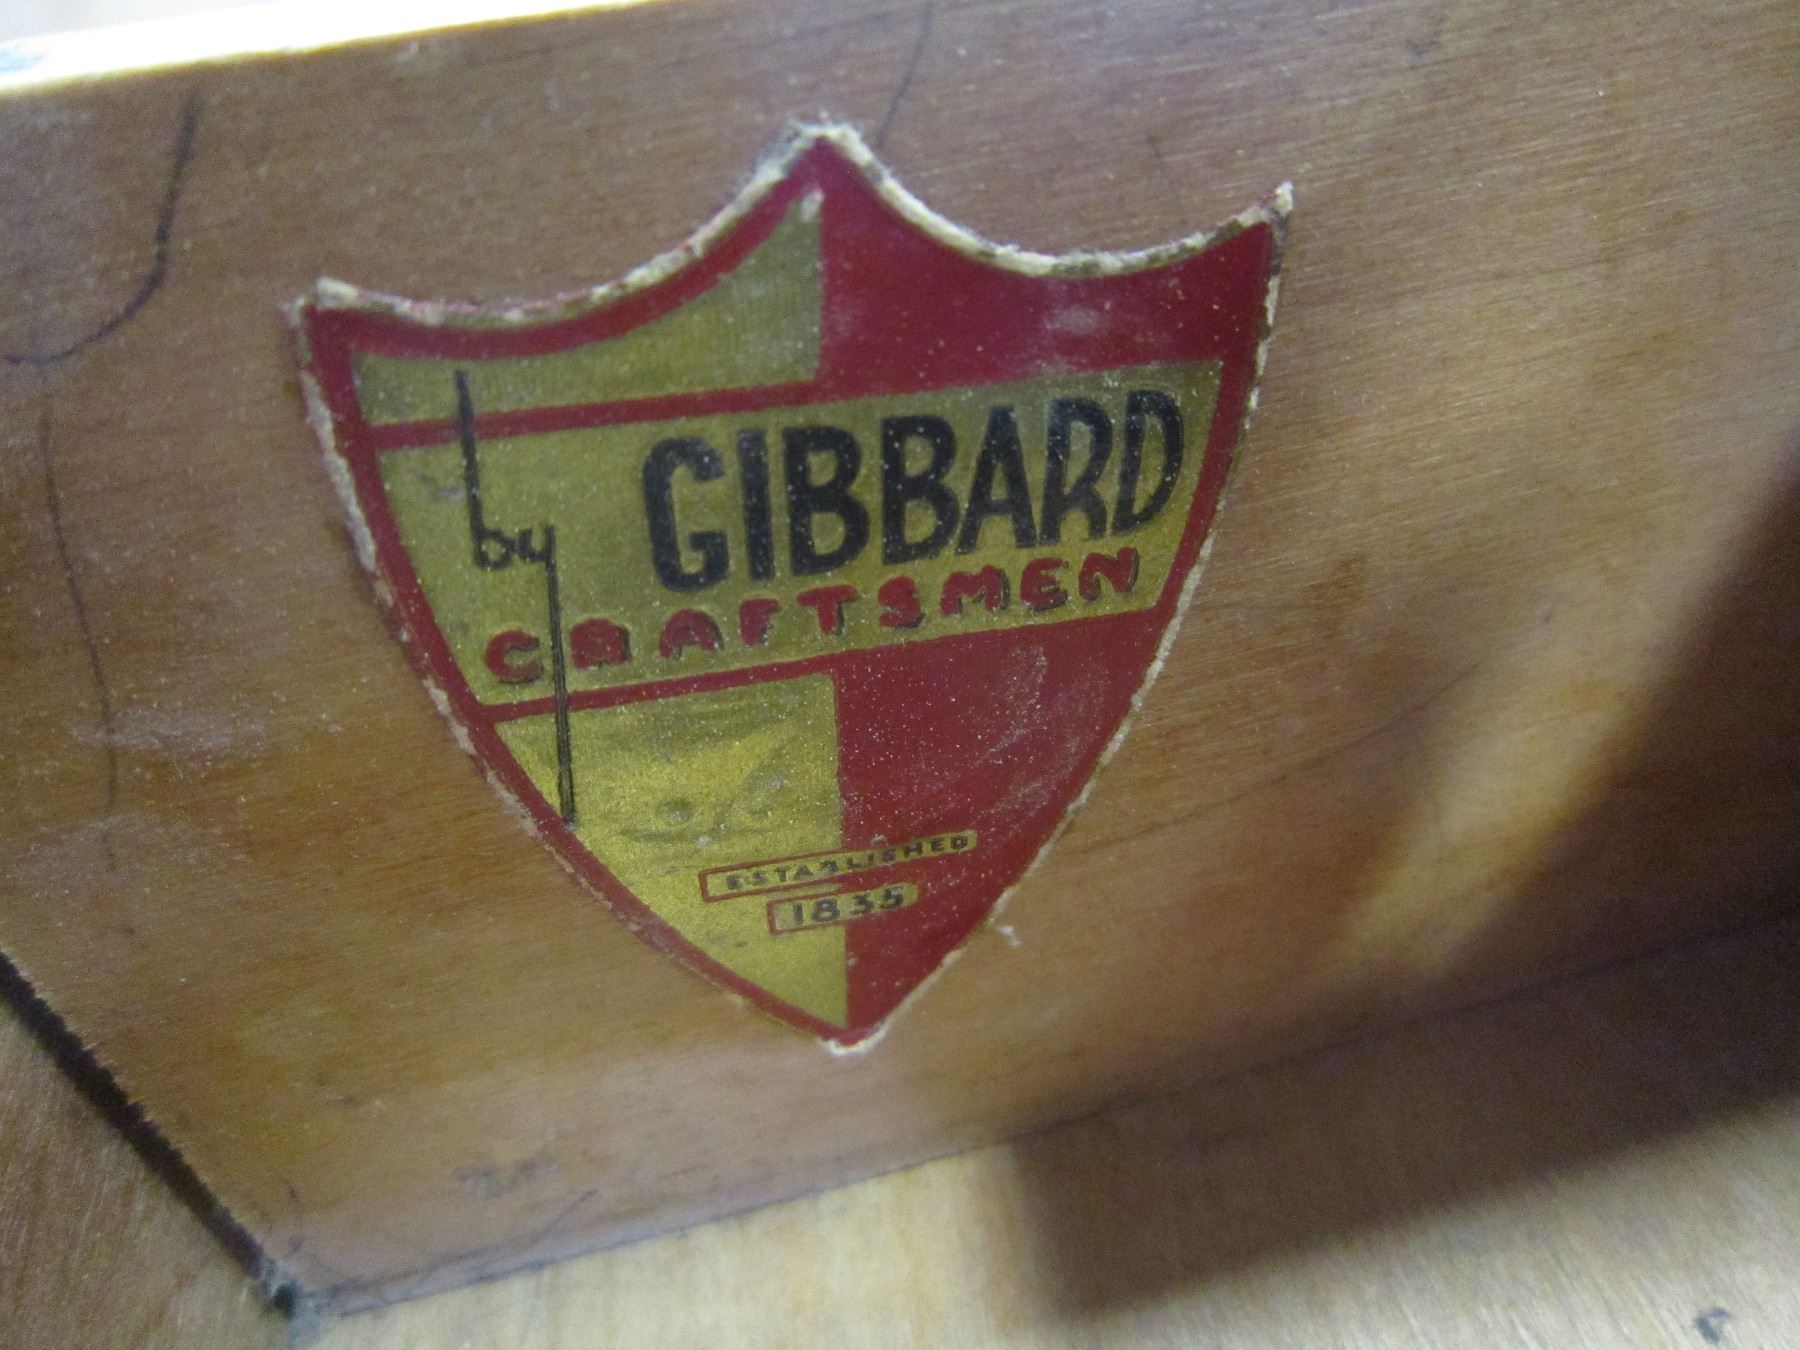 by GIBBARD
CRAFTSMEN
ESTABLISHED
1835